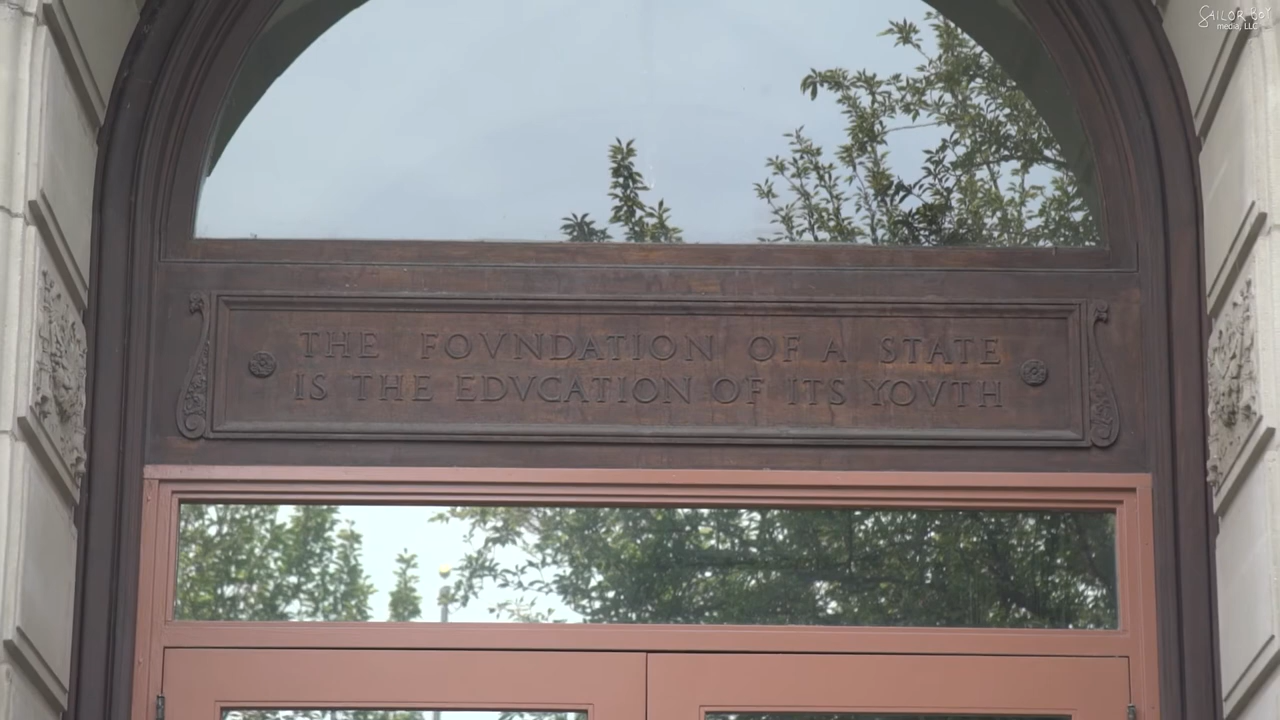 SAILOR BOY
media, LLC
THE FOVNDATION OF A STATE
IS THE EDVCATION OF ITS YOVTH